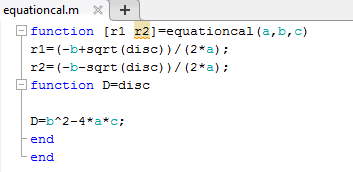 equationcal.m
function [r1 r2]=equationcal(a,b,c)
r1=(-b+sqrt(disc))/(2*a);
r2=(-b-sqrt(disc))/(2*a);
function D=disc
D=b^2-4*a*c;
end
end